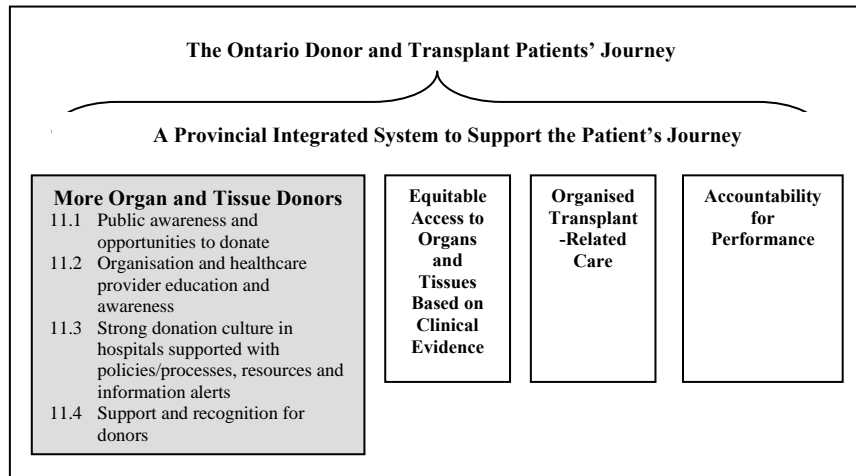 The Ontario Donor and Transplant Patients' Journey
A Provincial Integrated System to Support the Patient's Journey
More Organ and Tissue Donors
11.1 Public awareness and
opportunities to donate
11.2 Organisation and healthcare
provider education and
awareness
11.3 Strong donation culture in
hospitals supported with
policies/processes, resources and
information alerts
11.4 Support and recognition for
donors
Equitable
Access to
Organs
and
Tissues
Based on
Clinical
Evidence
Organised
Transplant
-Related
Care
Accountability
for
Performance